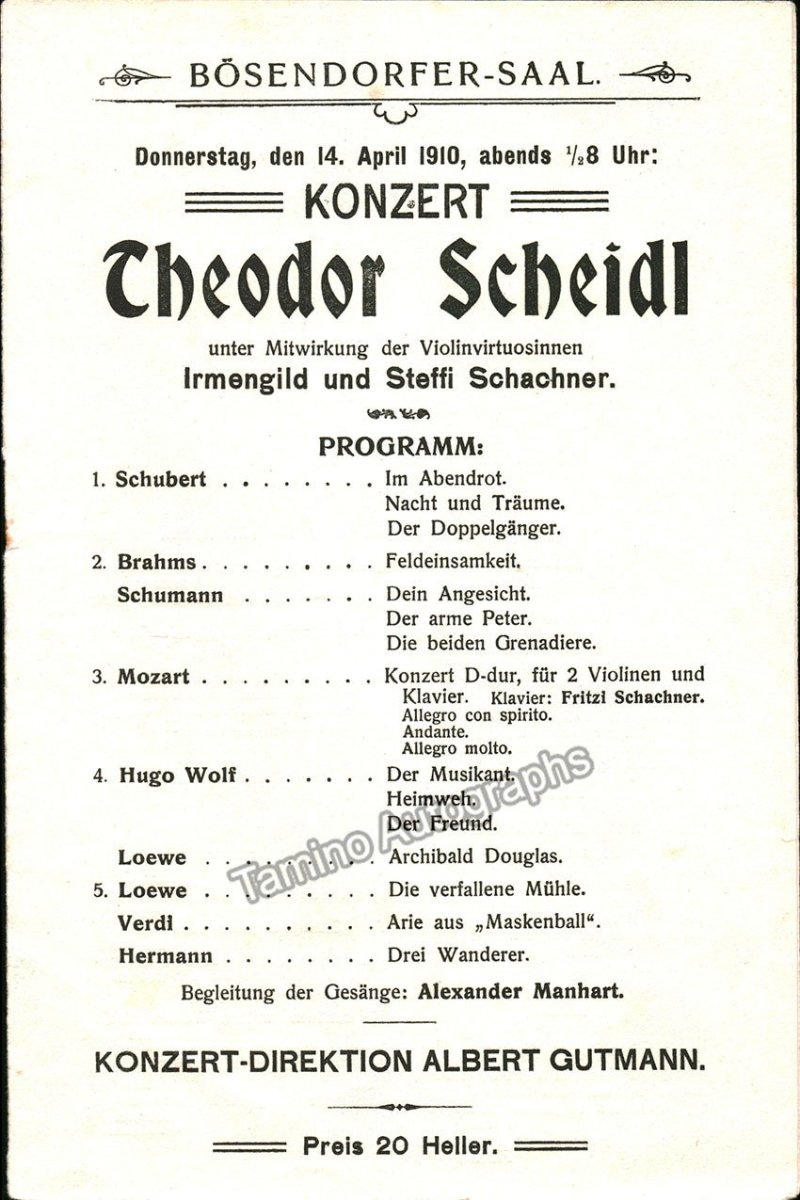 BÖSENDORFER-SAAL.
Donnerstag, den 14. April 1910, abends ½8 Uhr:
KONZERT
Theodor Scheidl
unter Mitwirkung der Violinvirtuosinnen
Irmengild und Steffi Schachner.
PROGRAMM:
1. Schubert . . . . . . . . Im Abendrot.
Nacht und Träume.
Der Doppelgänger.
2. Brahms . . . . . . . . . Feldeinsamkeit.
Schumann . . . . . . . Dein Angesicht.
Der arme Peter.
Die beiden Grenadiere.
3. Mozart . . . . . . . . . Konzert D-dur, für 2 Violinen und
Klavier. Klavier: Fritzi Schachner.
Allegro con spirito.
Andante.
Allegro molto.
4. Hugo Wolf . . . . . . . Der Musikant.
Heimweh.
Der Freund.
Loewe . . . . . . . . . Archibald Douglas.
5. Loewe . . . . . . . . . Die verfallene Mühle.
Verdi . . . . . . . . . . Arie aus „Maskenball“.
Hermann . . . . . . . . Drei Wanderer.
Begleitung der Gesänge: Alexander Manhart.
KONZERT-DIREKTION ALBERT GUTMANN.
Preis 20 Heller.
Tamino Autographs